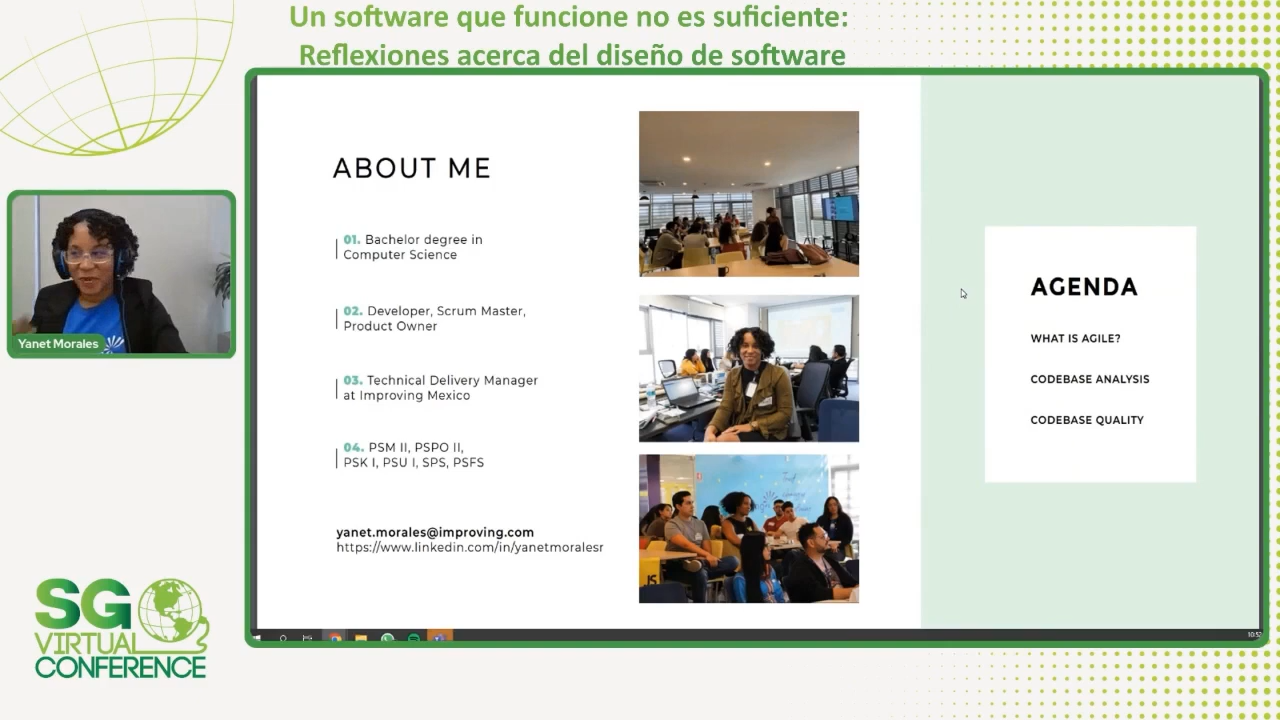 Un software que funcione no es suficiente:
Reflexiones acerca del diseño de software
Yanet Morales
ABOUT ME
01. Bachelor degree in
Computer Science
02. Developer, Scrum Master,
Product Owner
03. Technical Delivery Manager
at Improving Mexico
04. PSM II, PSPO II,
PSK I, PSU I, SPS, PSFS
yanet.morales@improving.com
https://www.linkedin.com/in/yanetmoralesr
JS
AGENDA
WHAT IS AGILE?
CODEBASE ANALYSIS
CODEBASE QUALITY
SG
VIRTUAL
CONFERENCE